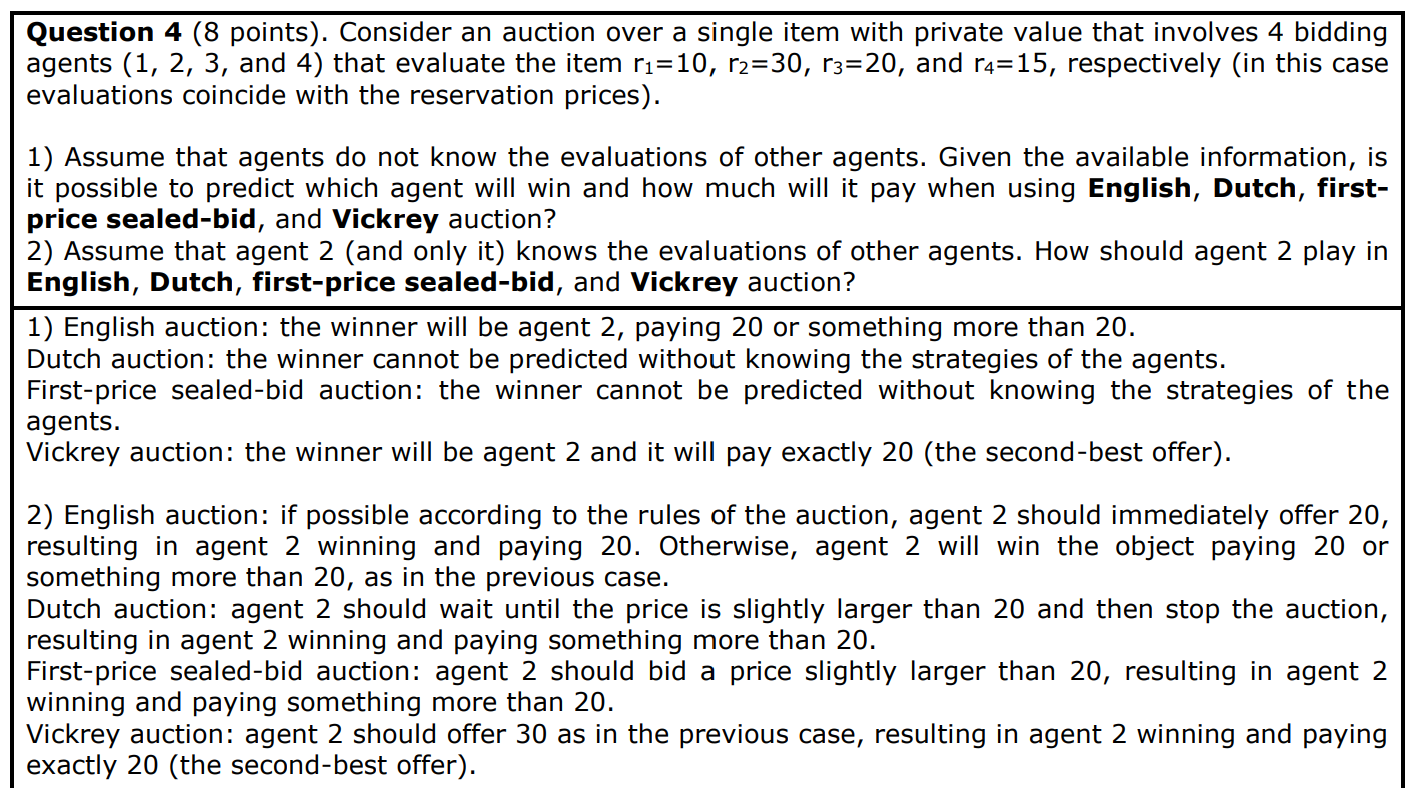 Question 4 (8 points). Consider an auction over a single item with private value that involves 4 bidding
agents (1, 2, 3, and 4) that evaluate the item r₁=10, r₂=30, r₃=20, and r₄=15, respectively (in this case
evaluations coincide with the reservation prices).
1) Assume that agents do not know the evaluations of other agents. Given the available information, is
it possible to predict which agent will win and how much will it pay when using English, Dutch, first-
price sealed-bid, and Vickrey auction?
2) Assume that agent 2 (and only it) knows the evaluations of other agents. How should agent 2 play in
English, Dutch, first-price sealed-bid, and Vickrey auction?
1) English auction: the winner will be agent 2, paying 20 or something more than 20.
Dutch auction: the winner cannot be predicted without knowing the strategies of the agents.
First-price sealed-bid auction: the winner cannot be predicted without knowing the strategies of the
agents.
Vickrey auction: the winner will be agent 2 and it will pay exactly 20 (the second-best offer).
2) English auction: if possible according to the rules of the auction, agent 2 should immediately offer 20,
resulting in agent 2 winning and paying 20. Otherwise, agent 2 will win the object paying 20 or
something more than 20, as in the previous case.
Dutch auction: agent 2 should wait until the price is slightly larger than 20 and then stop the auction,
resulting in agent 2 winning and paying something more than 20.
First-price sealed-bid auction: agent 2 should bid a price slightly larger than 20, resulting in agent 2
winning and paying something more than 20.
Vickrey auction: agent 2 should offer 30 as in the previous case, resulting in agent 2 winning and paying
exactly 20 (the second-best offer).